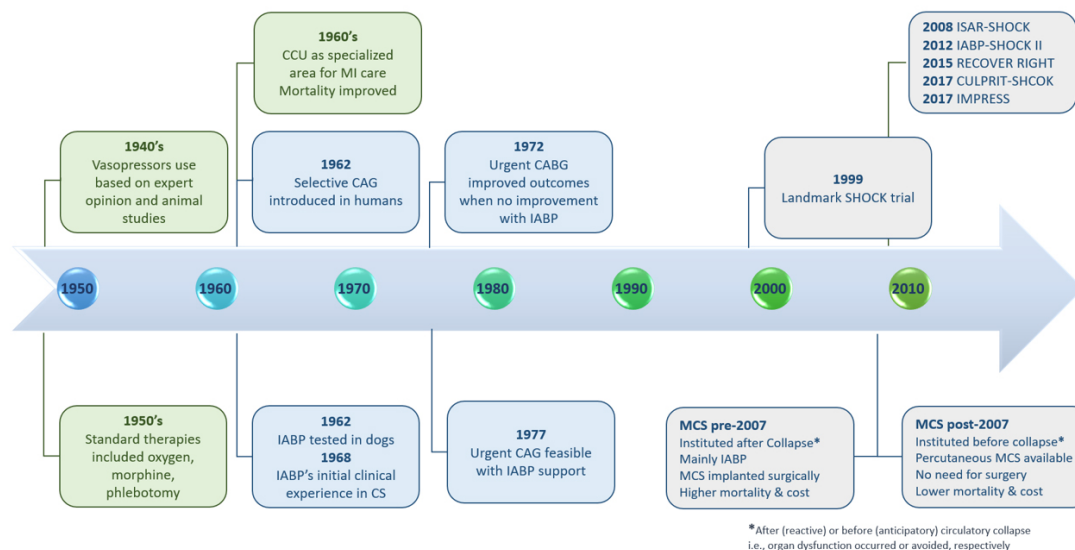 1960's
CCU as specialized
area for MI care
Mortality improved
2008 ISAR-SHOCK
2012 IABP-SHOCK II
2015 RECOVER RIGHT
2017 CULPRIT-SHCOK
2017 IMPRESS
1940's
Vasopressors use
based on expert
opinion and animal
studies
1962
Selective CAG
introduced in humans
1972
Urgent CABG
improved outcomes
when no improvement
with IABP
1999
Landmark SHOCK trial
1950
1960
1970
1980
1990
2000
2010
1950's
Standard therapies
included oxygen,
morphine,
phlebotomy
1962
IABP tested in dogs
1968
IABP's initial clinical
experience in CS
1977
Urgent CAG feasible
with IABP support
MCS pre-2007
Instituted after Collapse*
Mainly IABP
MCS implanted surgically
Higher mortality & cost
MCS post-2007
Instituted before collapse*
Percutaneous MCS available
No need for surgery
Lower mortality & cost
*After (reactive) or before (anticipatory) circulatory collapse
i.e., organ dysfunction occurred or avoided, respectively